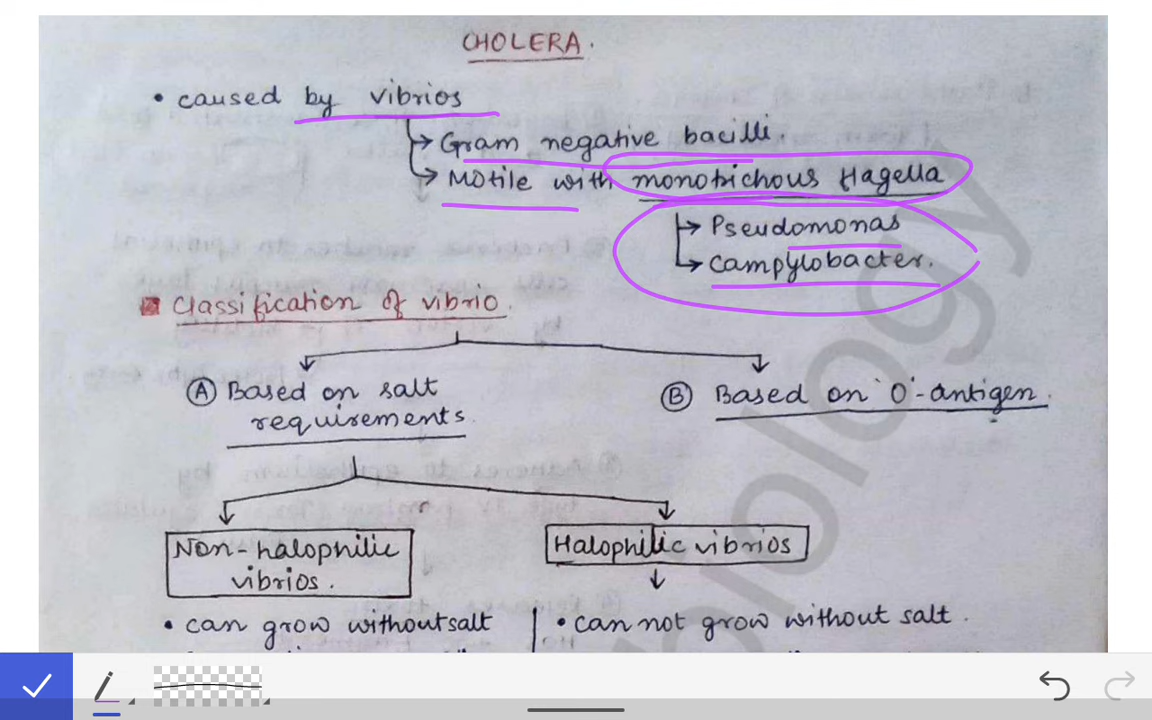 CHOLERA.
• caused by vibrios
→ Gram negative bacilli.
→ Motile with monotrichous flagella
→ Pseudomonas
→ Campylobacter.
Classification of vibrio.
Ⓐ Based on salt requirements.
Ⓑ Based on 'O'-antigen.
Non-halophilic vibrios.
Halophilic vibrios
• can grow without salt
• can not grow without salt.
ology